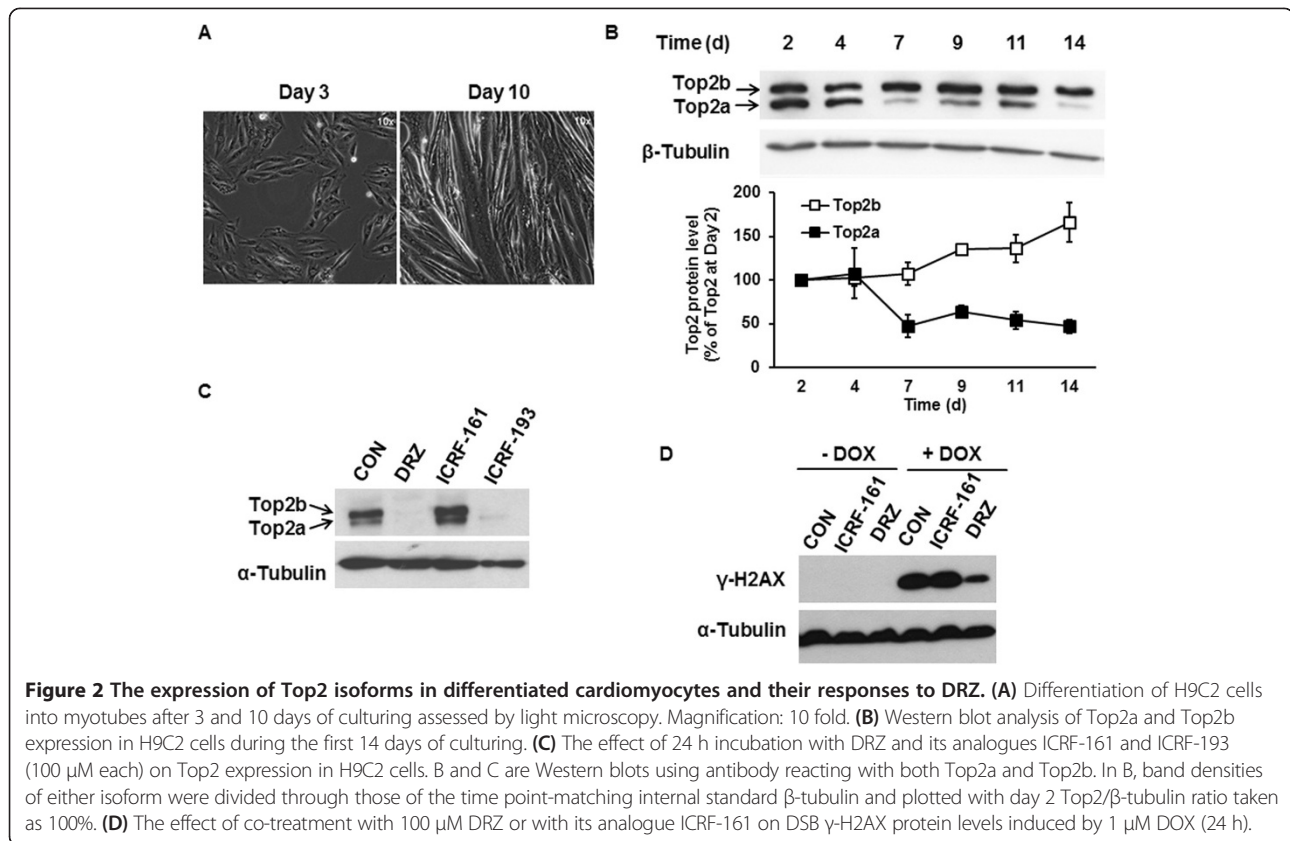 A
Day 3 Day 10
10x 10x
B
Time (d) 2 4 7 9 11 14
Top2b
Top2a
β-Tubulin
200
150
100
50
0
Top2 protein level
(% of Top2 at Day 2)
Top2b
Top2a
2 4 7 9 11 14
Time (d)
C
CON DRZ ICRF-161 ICRF-193
Top2b
Top2a
α-Tubulin
D
- DOX + DOX
CON ICRF-161 DRZ CON ICRF-161 DRZ
γ-H2AX
α-Tubulin
Figure 2 The expression of Top2 isoforms in differentiated cardiomyocytes and their responses to DRZ. (A) Differentiation of H9C2 cells
into myotubes after 3 and 10 days of culturing assessed by light microscopy. Magnification: 10 fold. (B) Western blot analysis of Top2a and Top2b
expression in H9C2 cells during the first 14 days of culturing. (C) The effect of 24 h incubation with DRZ and its analogues ICRF-161 and ICRF-193
(100 μM each) on Top2 expression in H9C2 cells. B and C are Western blots using antibody reacting with both Top2a and Top2b. In B, band densities
of either isoform were divided through those of the time point-matching internal standard β-tubulin and plotted with day 2 Top2/β-tubulin ratio taken
as 100%. (D) The effect of co-treatment with 100 μM DRZ or with its analogue ICRF-161 on DSB γ-H2AX protein levels induced by 1 μM DOX (24 h).